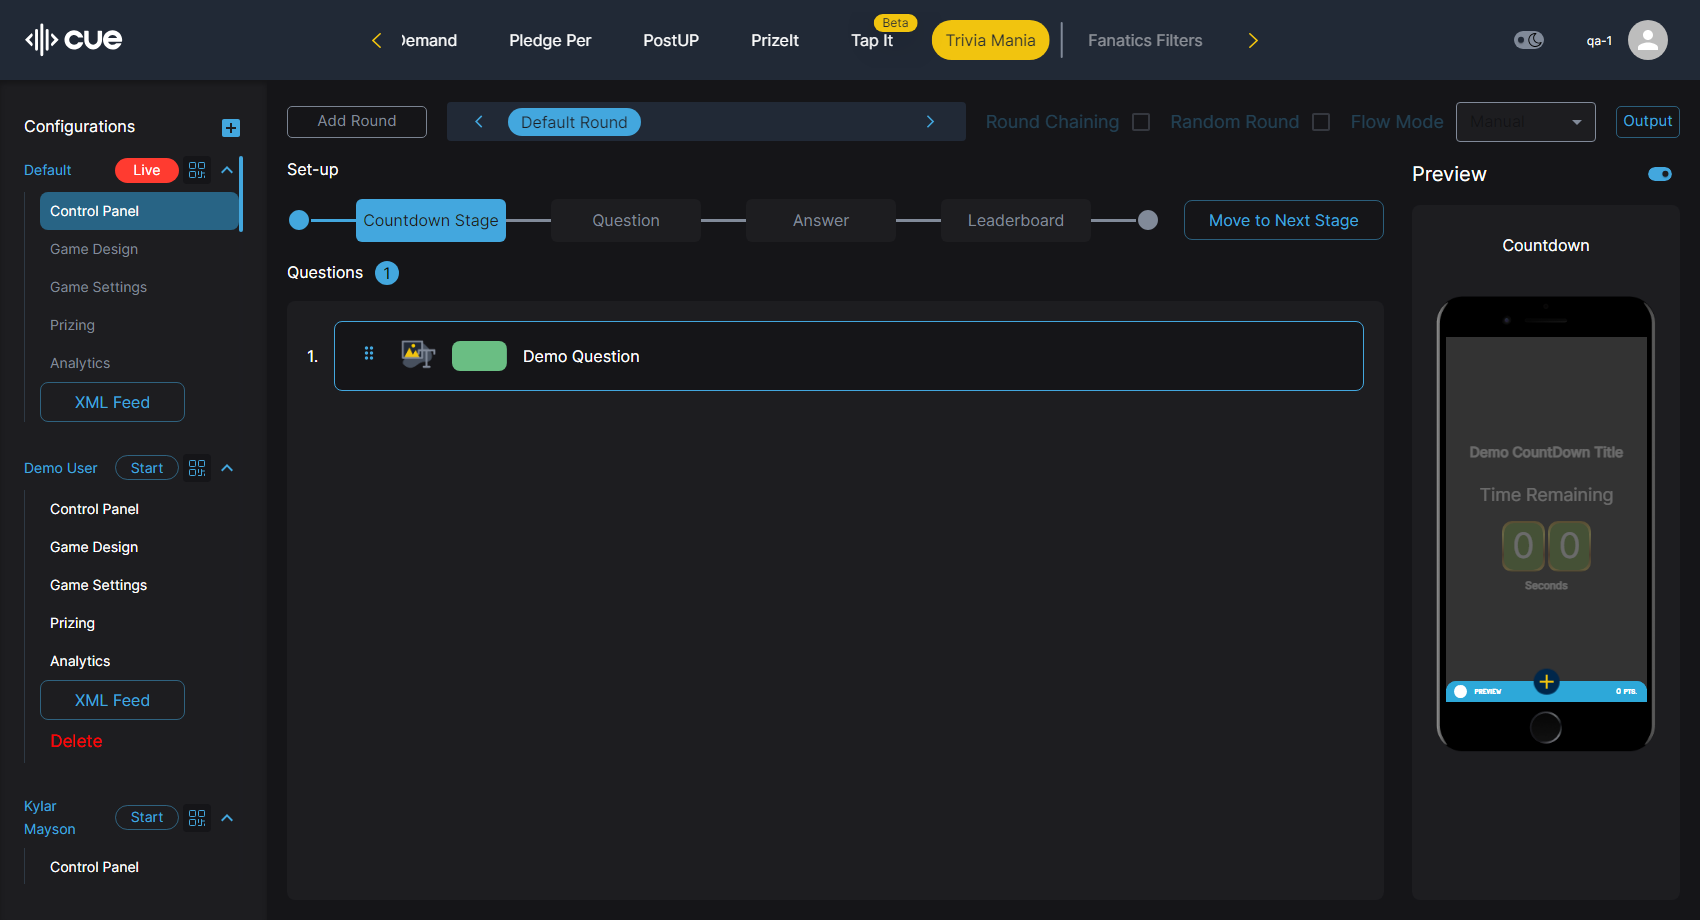 cue
Demand
Pledge Per
PostUP
PrizeIt
Tap It
Beta
Trivia Mania
Fanatics Filters
qa-1
Configurations
Add Round
Default Round
Round Chaining
Random Round
Flow Mode
Manual
Output
Default
Live
Control Panel
Game Design
Game Settings
Prizing
Analytics
XML Feed
Set-up
Countdown Stage
Question
Answer
Leaderboard
Move to Next Stage
Questions 1
1.
Demo Question
Preview
Countdown
Demo CountDown Title
Time Remaining
0 0
Seconds
PREVIEW
0 PTS.
Demo User
Start
Control Panel
Game Design
Game Settings
Prizing
Analytics
XML Feed
Delete
Kylar
Mayson
Start
Control Panel